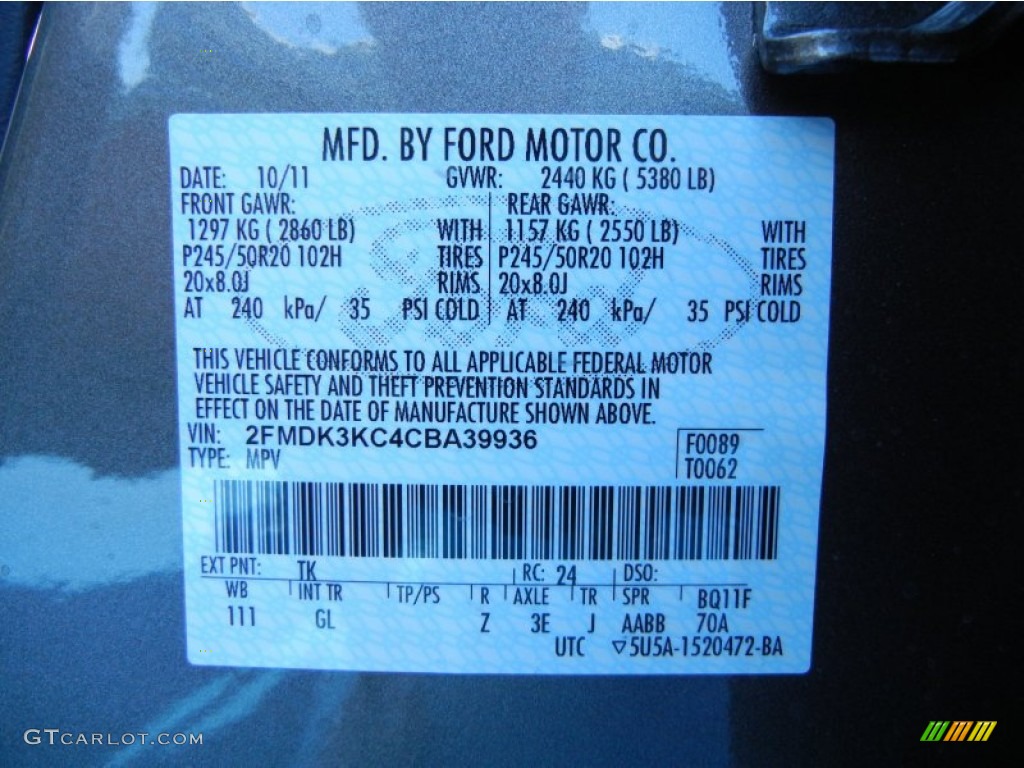 MFD. BY FORD MOTOR CO.
DATE: 10/11 GVWR: 2440 KG ( 5380 LB)
FRONT GAWR: REAR GAWR:
1297 KG ( 2860 LB) WITH 1157 KG ( 2550 LB) WITH
P245/50R20 102H TIRES P245/50R20 102H TIRES
20x8.0J RIMS 20x8.0J RIMS
AT 240 kPa/ 35 PSI COLD AT 240 kPa/ 35 PSI COLD
THIS VEHICLE CONFORMS TO ALL APPLICABLE FEDERAL MOTOR
VEHICLE SAFETY AND THEFT PREVENTION STANDARDS IN
EFFECT ON THE DATE OF MANUFACTURE SHOWN ABOVE.
VIN: 2FMDK3KC4CBA39936 F0089
TYPE: MPV T0062
EXT PNT: TK RC: 24 DSO:
WB INT TR TP/PS R AXLE TR SPR BQ11F
111 GL Z 3E J AABB 70A
UTC ▽5U5A-1520472-BA
GTCARLOT.COM